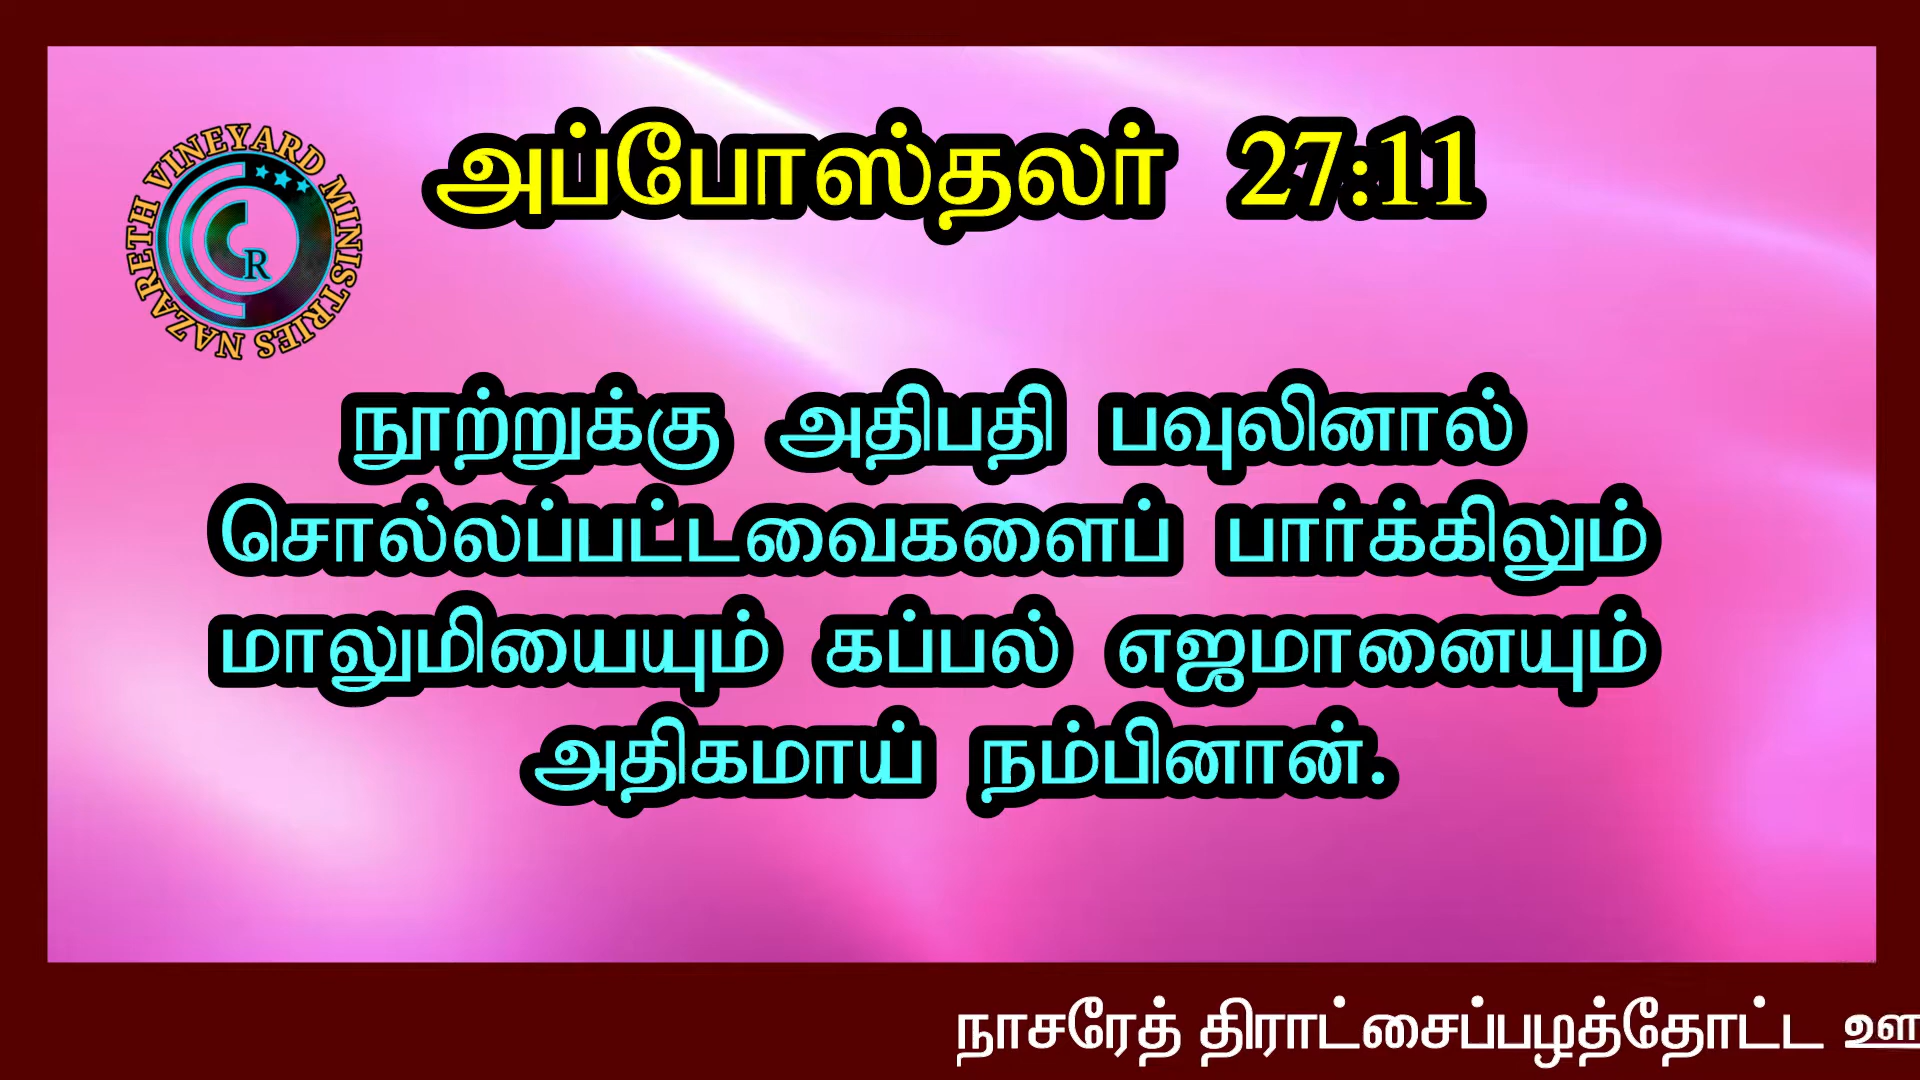 அப்போஸ்தலர் 27:11
NAZARETH VINEYARD MINISTRIES
R
நூற்றுக்கு அதிபதி பவுலினால்
சொல்லப்பட்டவைகளைப் பார்க்கிலும்
மாலுமியையும் கப்பல் எஜமானையும்
அதிகமாய் நம்பினான்.
நாசரேத் திராட்சைப்பழத்தோட்ட ஊ